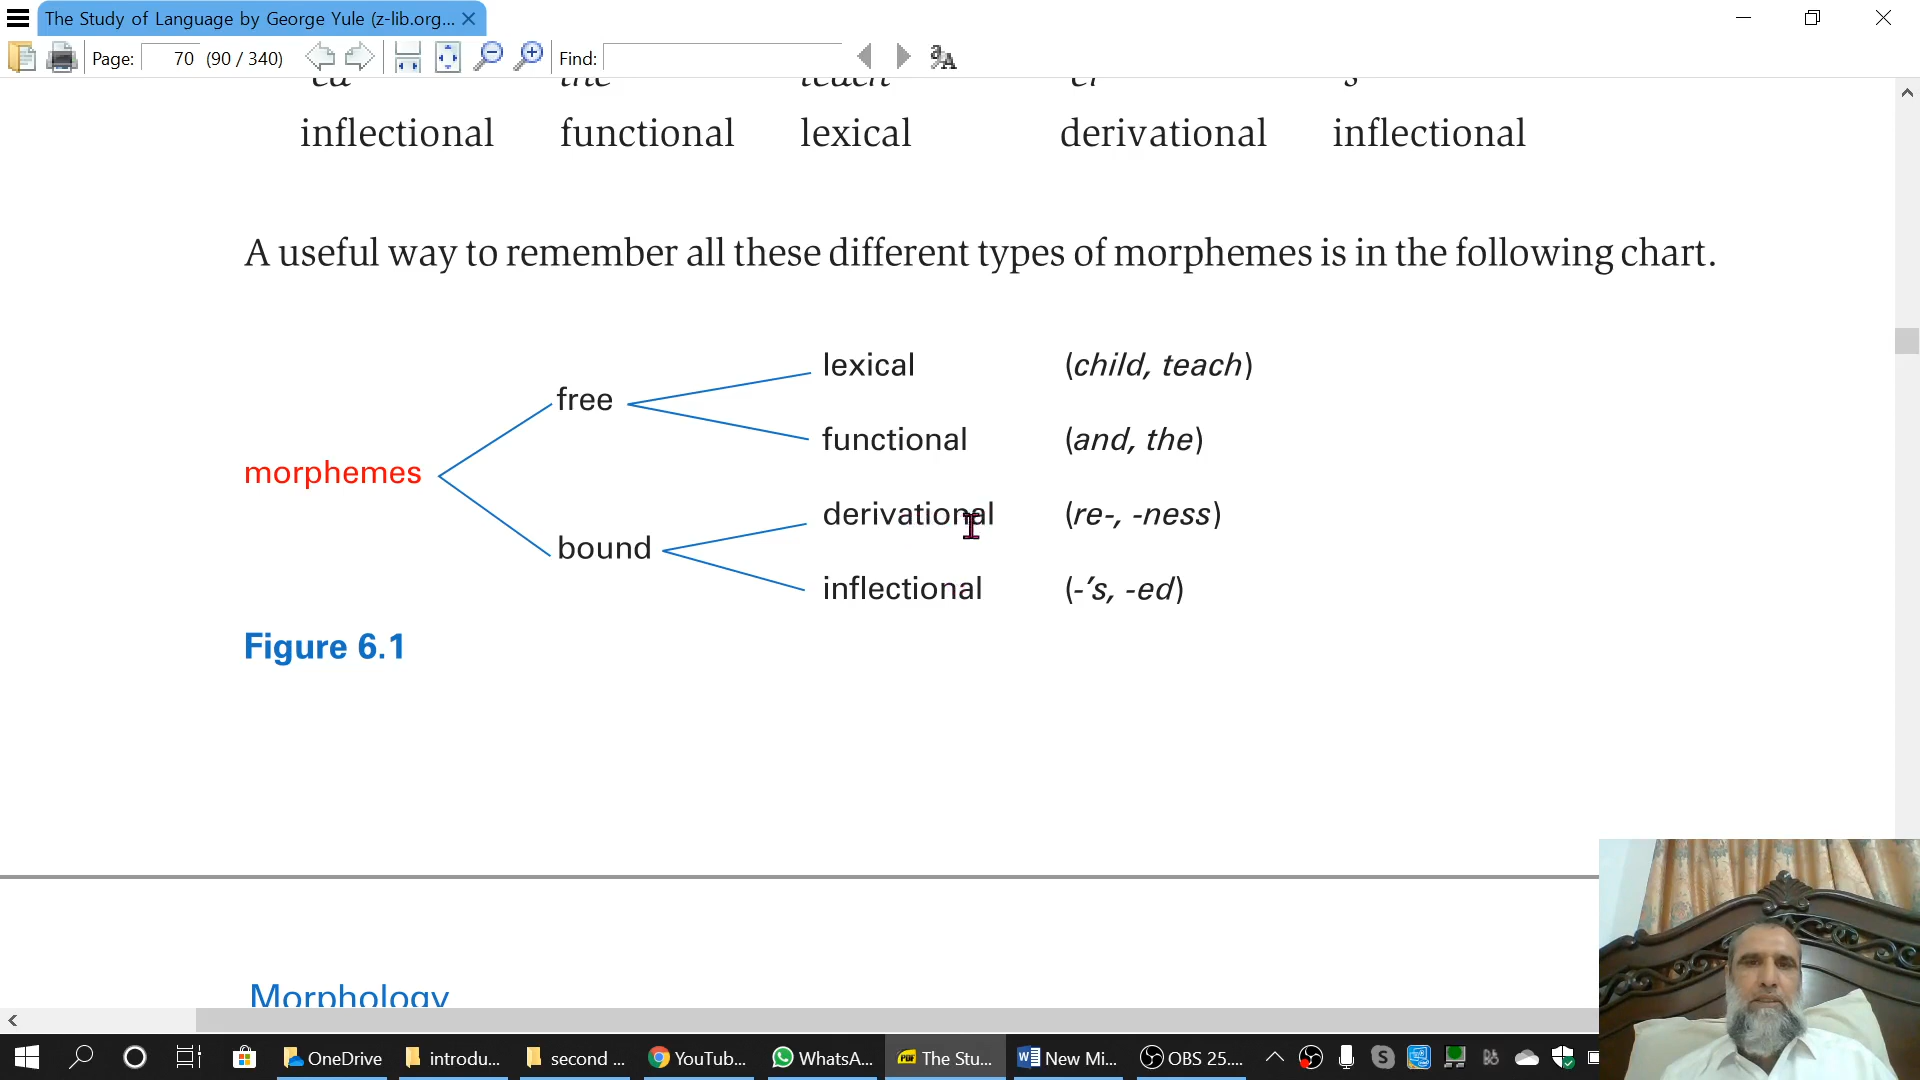 The Study of Language by George Yule (z-lib.org...
Page: 70 (90 / 340) Find:
inflectional functional lexical derivational inflectional
A useful way to remember all these different types of morphemes is in the following chart.
lexical (child, teach)
free
functional (and, the)
morphemes
derivational (re-, -ness)
bound
inflectional (-'s, -ed)
Figure 6.1
Morphology
OneDrive introdu... second ... YouTub... WhatsA... The Stu... New Mi... OBS 25....